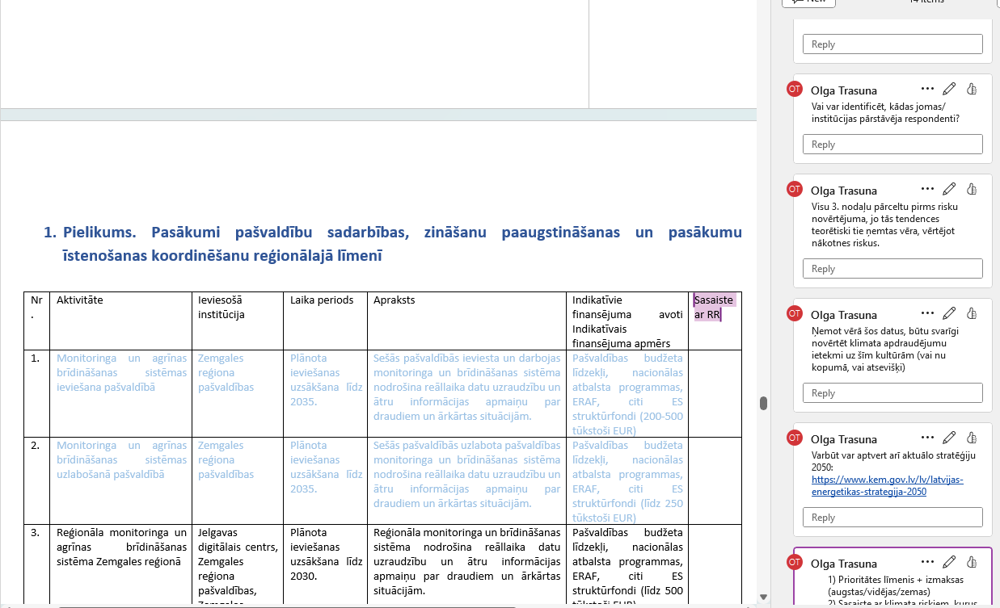 1. Pielikums. Pasākumi pašvaldību sadarbības, zināšanu paaugstināšanas un pasākumu
īstenošanas koordinēšanu reģionālajā līmenī
Nr
.
Aktivitāte
Ieviesošā
institūcija
Laika periods
Apraksts
Indikatīvie
finansējuma avoti
Indikatīvais
finansējuma apmērs
Sasaiste
ar RR
1.
Monitoringa un agrīnas
brīdināšanas sistēmas
ieviešana pašvaldībā
Zemgales
reģiona
pašvaldības
Plānota
ieviešanas
uzsākšana līdz
2035.
Sešās pašvaldībās ieviesta un darbojas
monitoringa un brīdināšanas sistēma
nodrošina reāllaika datu uzraudzību un
ātru informācijas apmaiņu par
draudiem un ārkārtas situācijām.
Pašvaldības budžeta
līdzekļi, nacionālas
atbalsta programmas,
ERAF, citi ES
struktūrfondi (200-500
tūkstoši EUR)
2.
Monitoringa un agrīnas
brīdināšanas sistēmas
uzlabošanā pašvaldībā
Zemgales
reģiona
pašvaldības
Plānota
ieviešanas
uzsākšana līdz
2035.
Sešās pašvaldībās uzlabota pašvaldības
monitoringa un brīdināšanas sistēma
nodrošina reāllaika datu uzraudzību un
ātru informācijas apmaiņu par
draudiem un ārkārtas situācijām.
Pašvaldības budžeta
līdzekļi, nacionālas
atbalsta programmas,
ERAF, citi ES
struktūrfondi (līdz 250
tūkstoši EUR)
3.
Reģionāla monitoringa un
agrīnas brīdināšanas
sistēma Zemgales reģionā
Jelgavas
digitālais centrs,
Zemgales
reģiona
pašvaldības,
Zemgales
Plānota
ieviešanas
uzsākšana līdz
2030.
Reģionāla monitoringa un brīdināšanas
sistēma nodrošina reāllaika datu
uzraudzību un ātru informācijas
apmaiņu par draudiem un ārkārtas
situācijām.
Pašvaldības budžeta
līdzekļi, nacionālas
atbalsta programmas,
ERAF, citi ES
struktūrfondi (līdz 500
tūkstoši EUR)
New
14 items
Reply
OT
Olga Trasuna
Vai var identificēt, kādas jomas/
institūcijas pārstāvēja respondenti?
Reply
OT
Olga Trasuna
Visu 3. nodaļu pārceltu pirms risku
novērtējuma, jo tās tendences
teorētiski tie ņemtas vēra, vērtējot
nākotnes riskus.
Reply
OT
Olga Trasuna
Ņemot vērā šos datus, būtu svarīgi
novērtēt klimata apdraudējumu
ietekmi uz šīm kultūrām (vai nu
kopumā, vai atsevišķi)
Reply
OT
Olga Trasuna
Varbūt var aptvert arī aktuālo stratēģiju
2050:
https://www.kem.gov.lv/lv/latvijas-
energetikas-strategija-2050
Reply
OT
Olga Trasuna
1) Prioritātes līmenis + izmaksas
(augstas/vidējas/zemas)
2) Sasaiste ar klimata riskiem, kurus